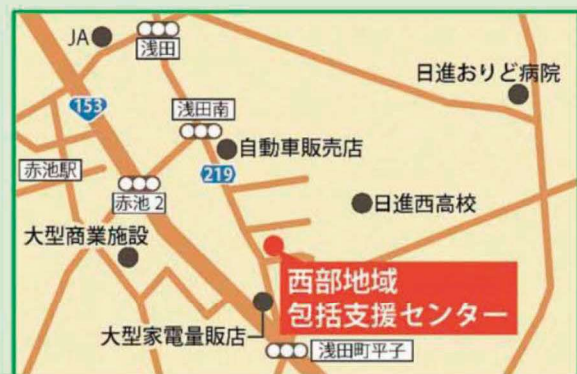 JA
浅田
日進おりど病院
153
浅田南
自動車販売店
赤池駅
219
赤池2
日進西高校
大型商業施設
西部地域
包括支援センター
大型家電量販店
浅田町平子